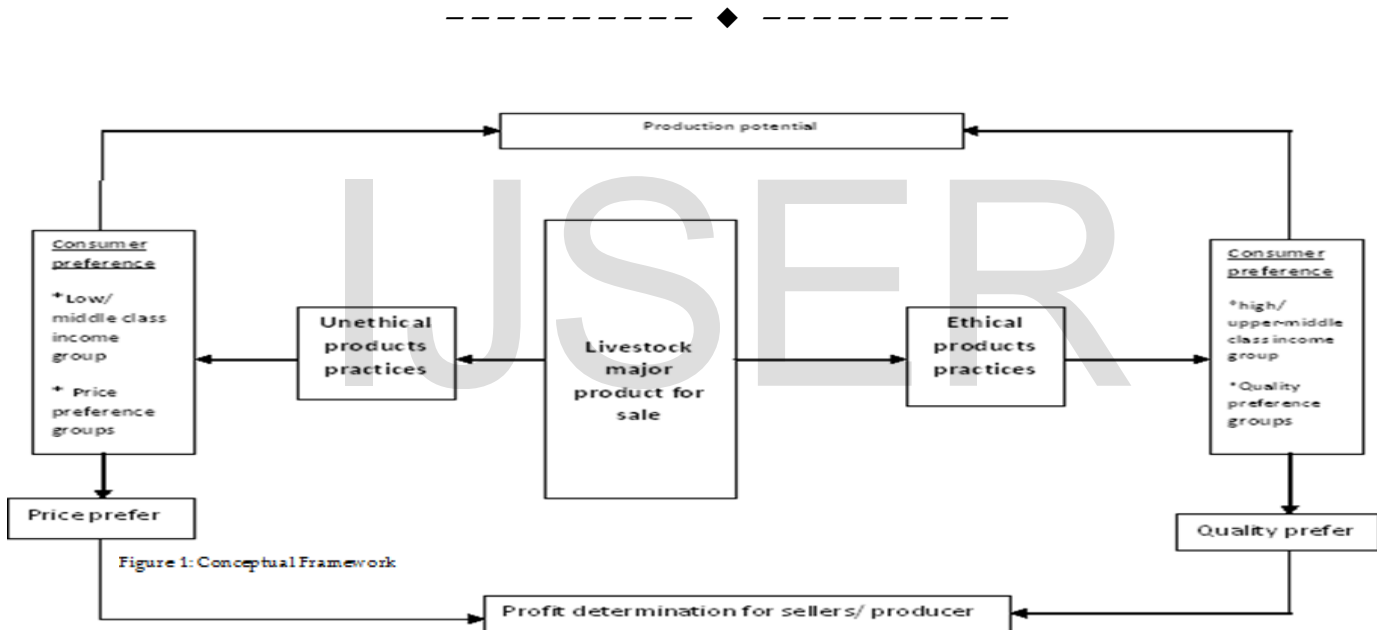 Production potential
IJSER
Consumer
preference
*Low/
middle class
income
group
* Price
preference
groups
Unethical
products
practices
Livestock
major
product for
sale
Ethical
products
practices
Consumer
preference
*high/
upper-middle
class income
group
*Quality
preference
groups
Price prefer
Quality prefer
Figure 1: Conceptual Framework
Profit determination for sellers/ producer